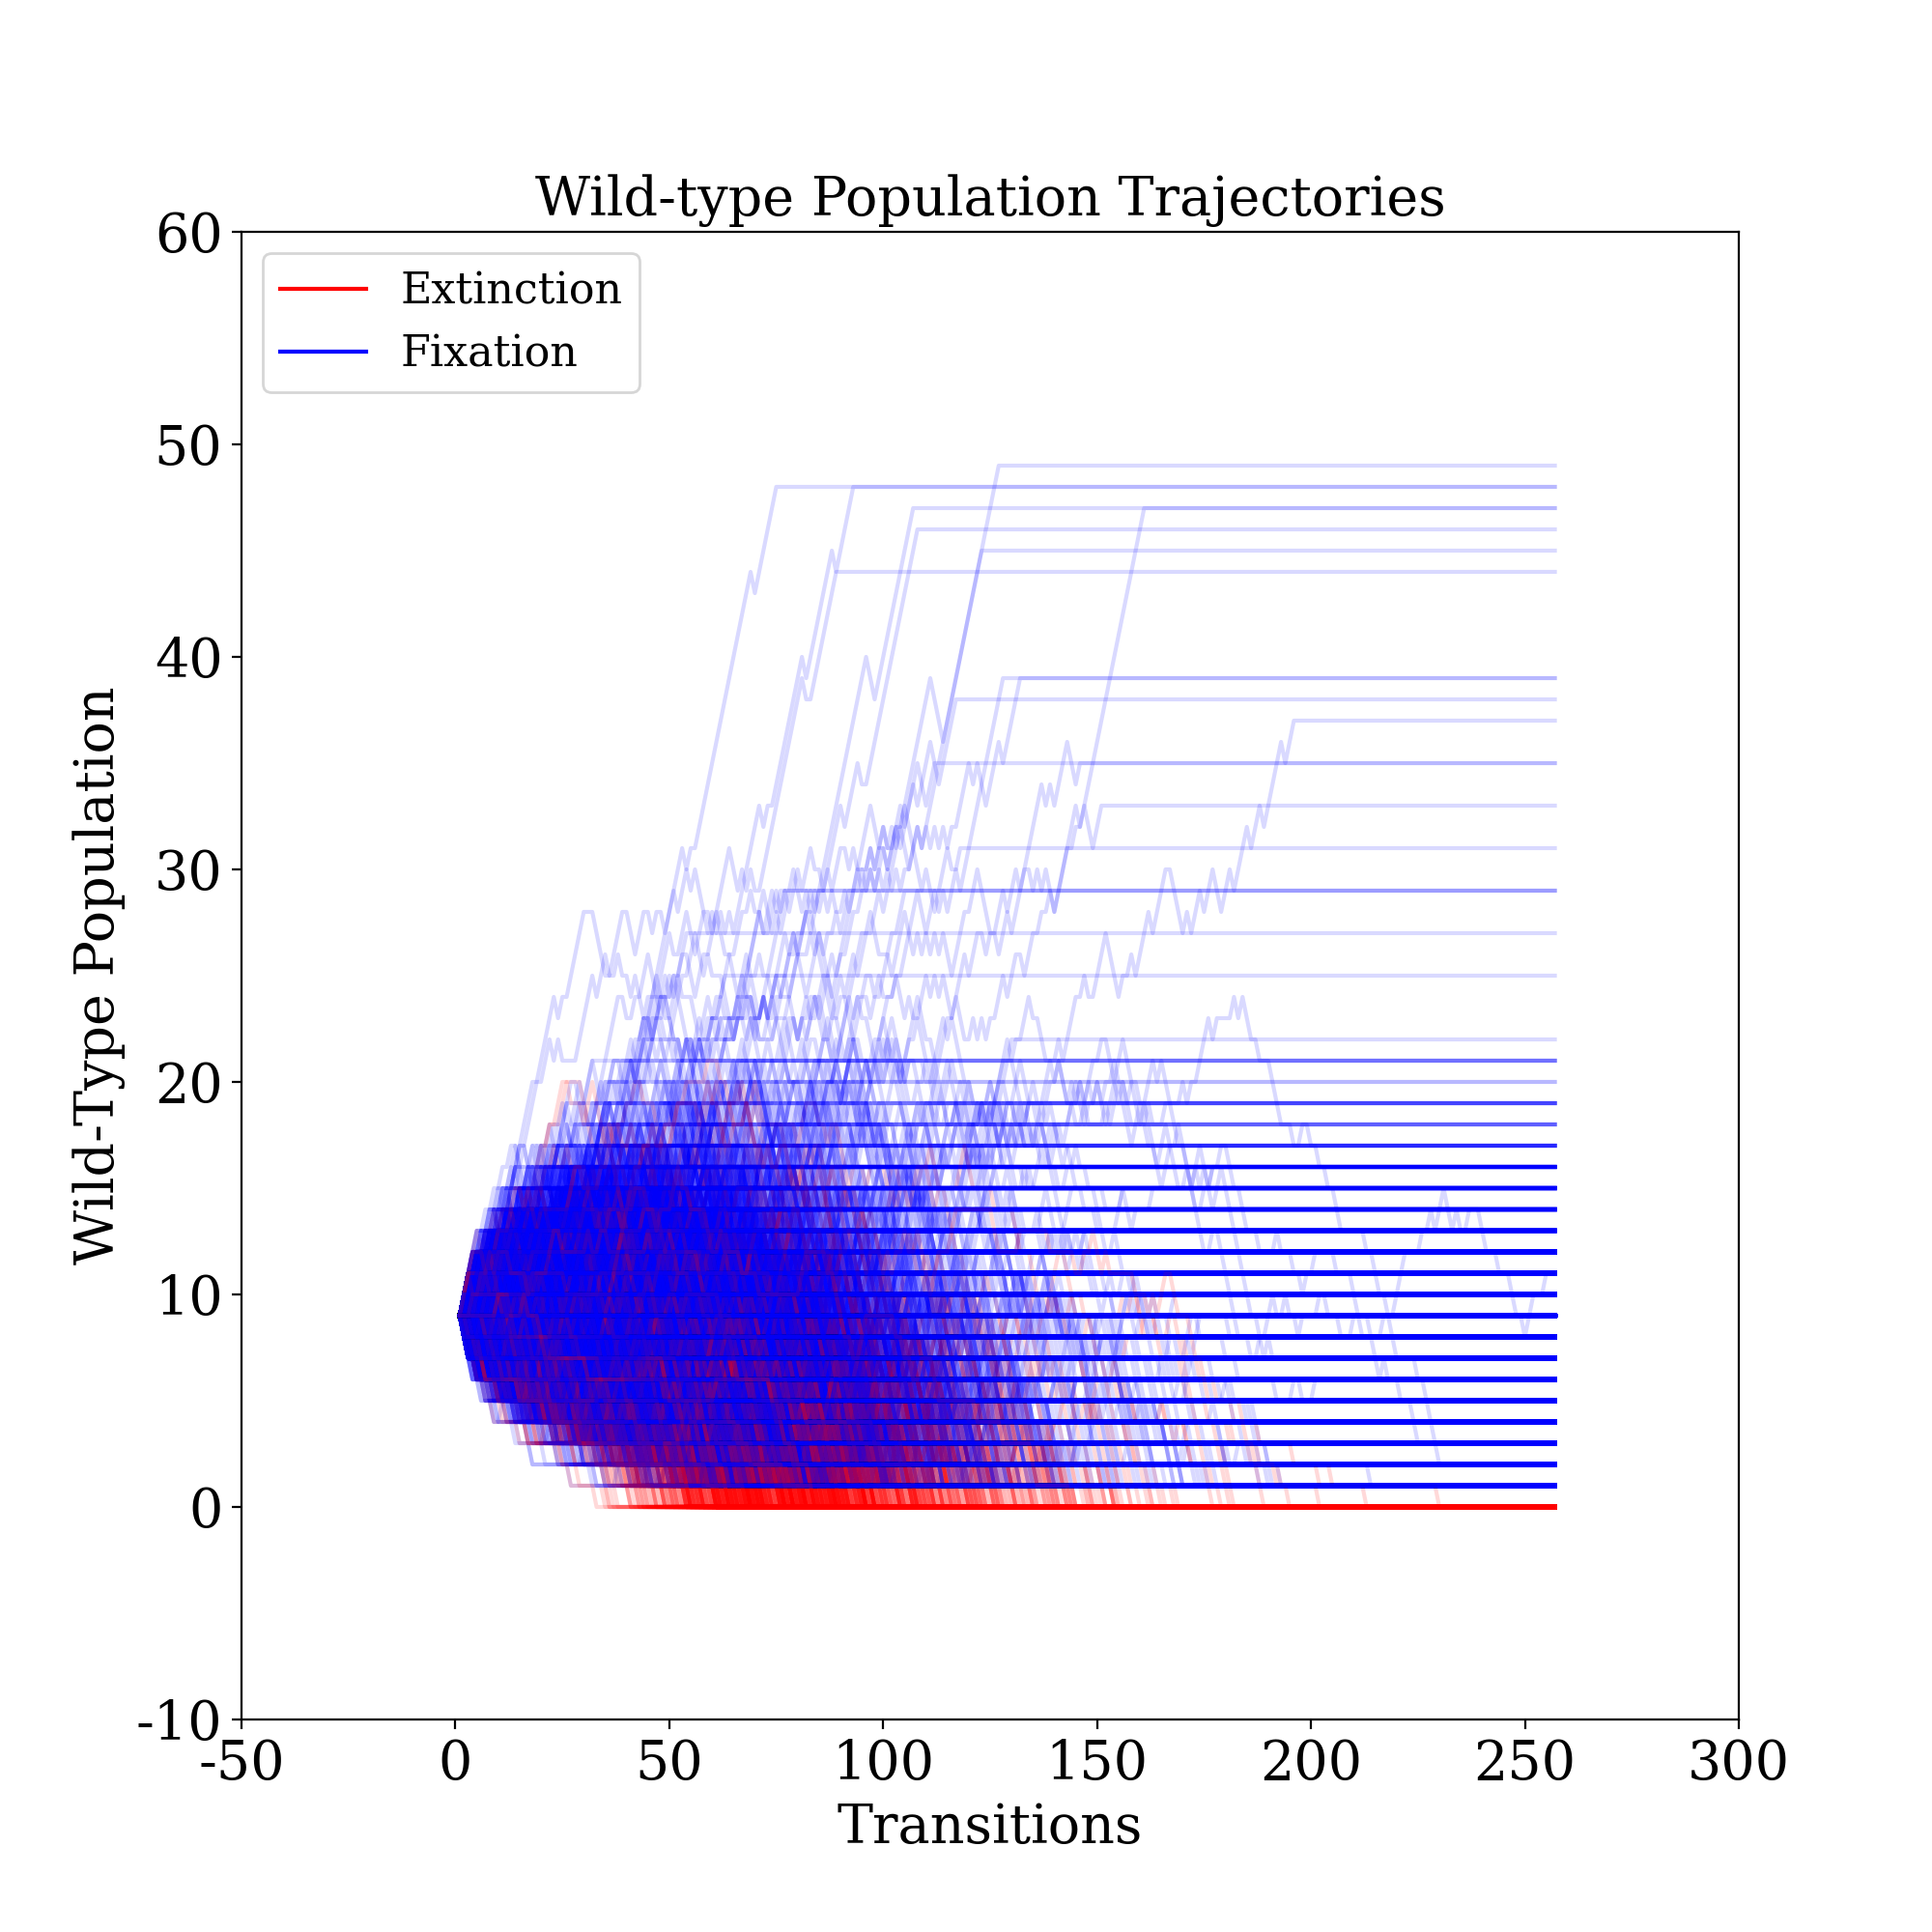 Wild-type Population Trajectories
Extinction
Fixation
60
50
40
30
20
10
0
-10
Wild-Type Population
-50 0 50 100 150 200 250 300
Transitions